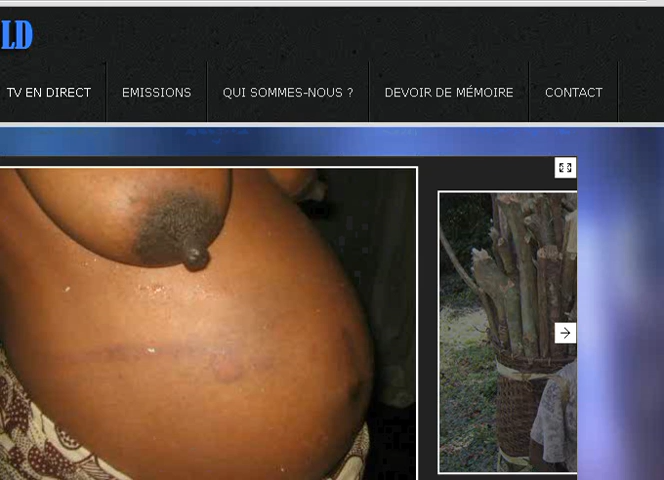 LD
TV EN DIRECT
EMISSIONS
QUI SOMMES-NOUS ?
DEVOIR DE MÉMOIRE
CONTACT